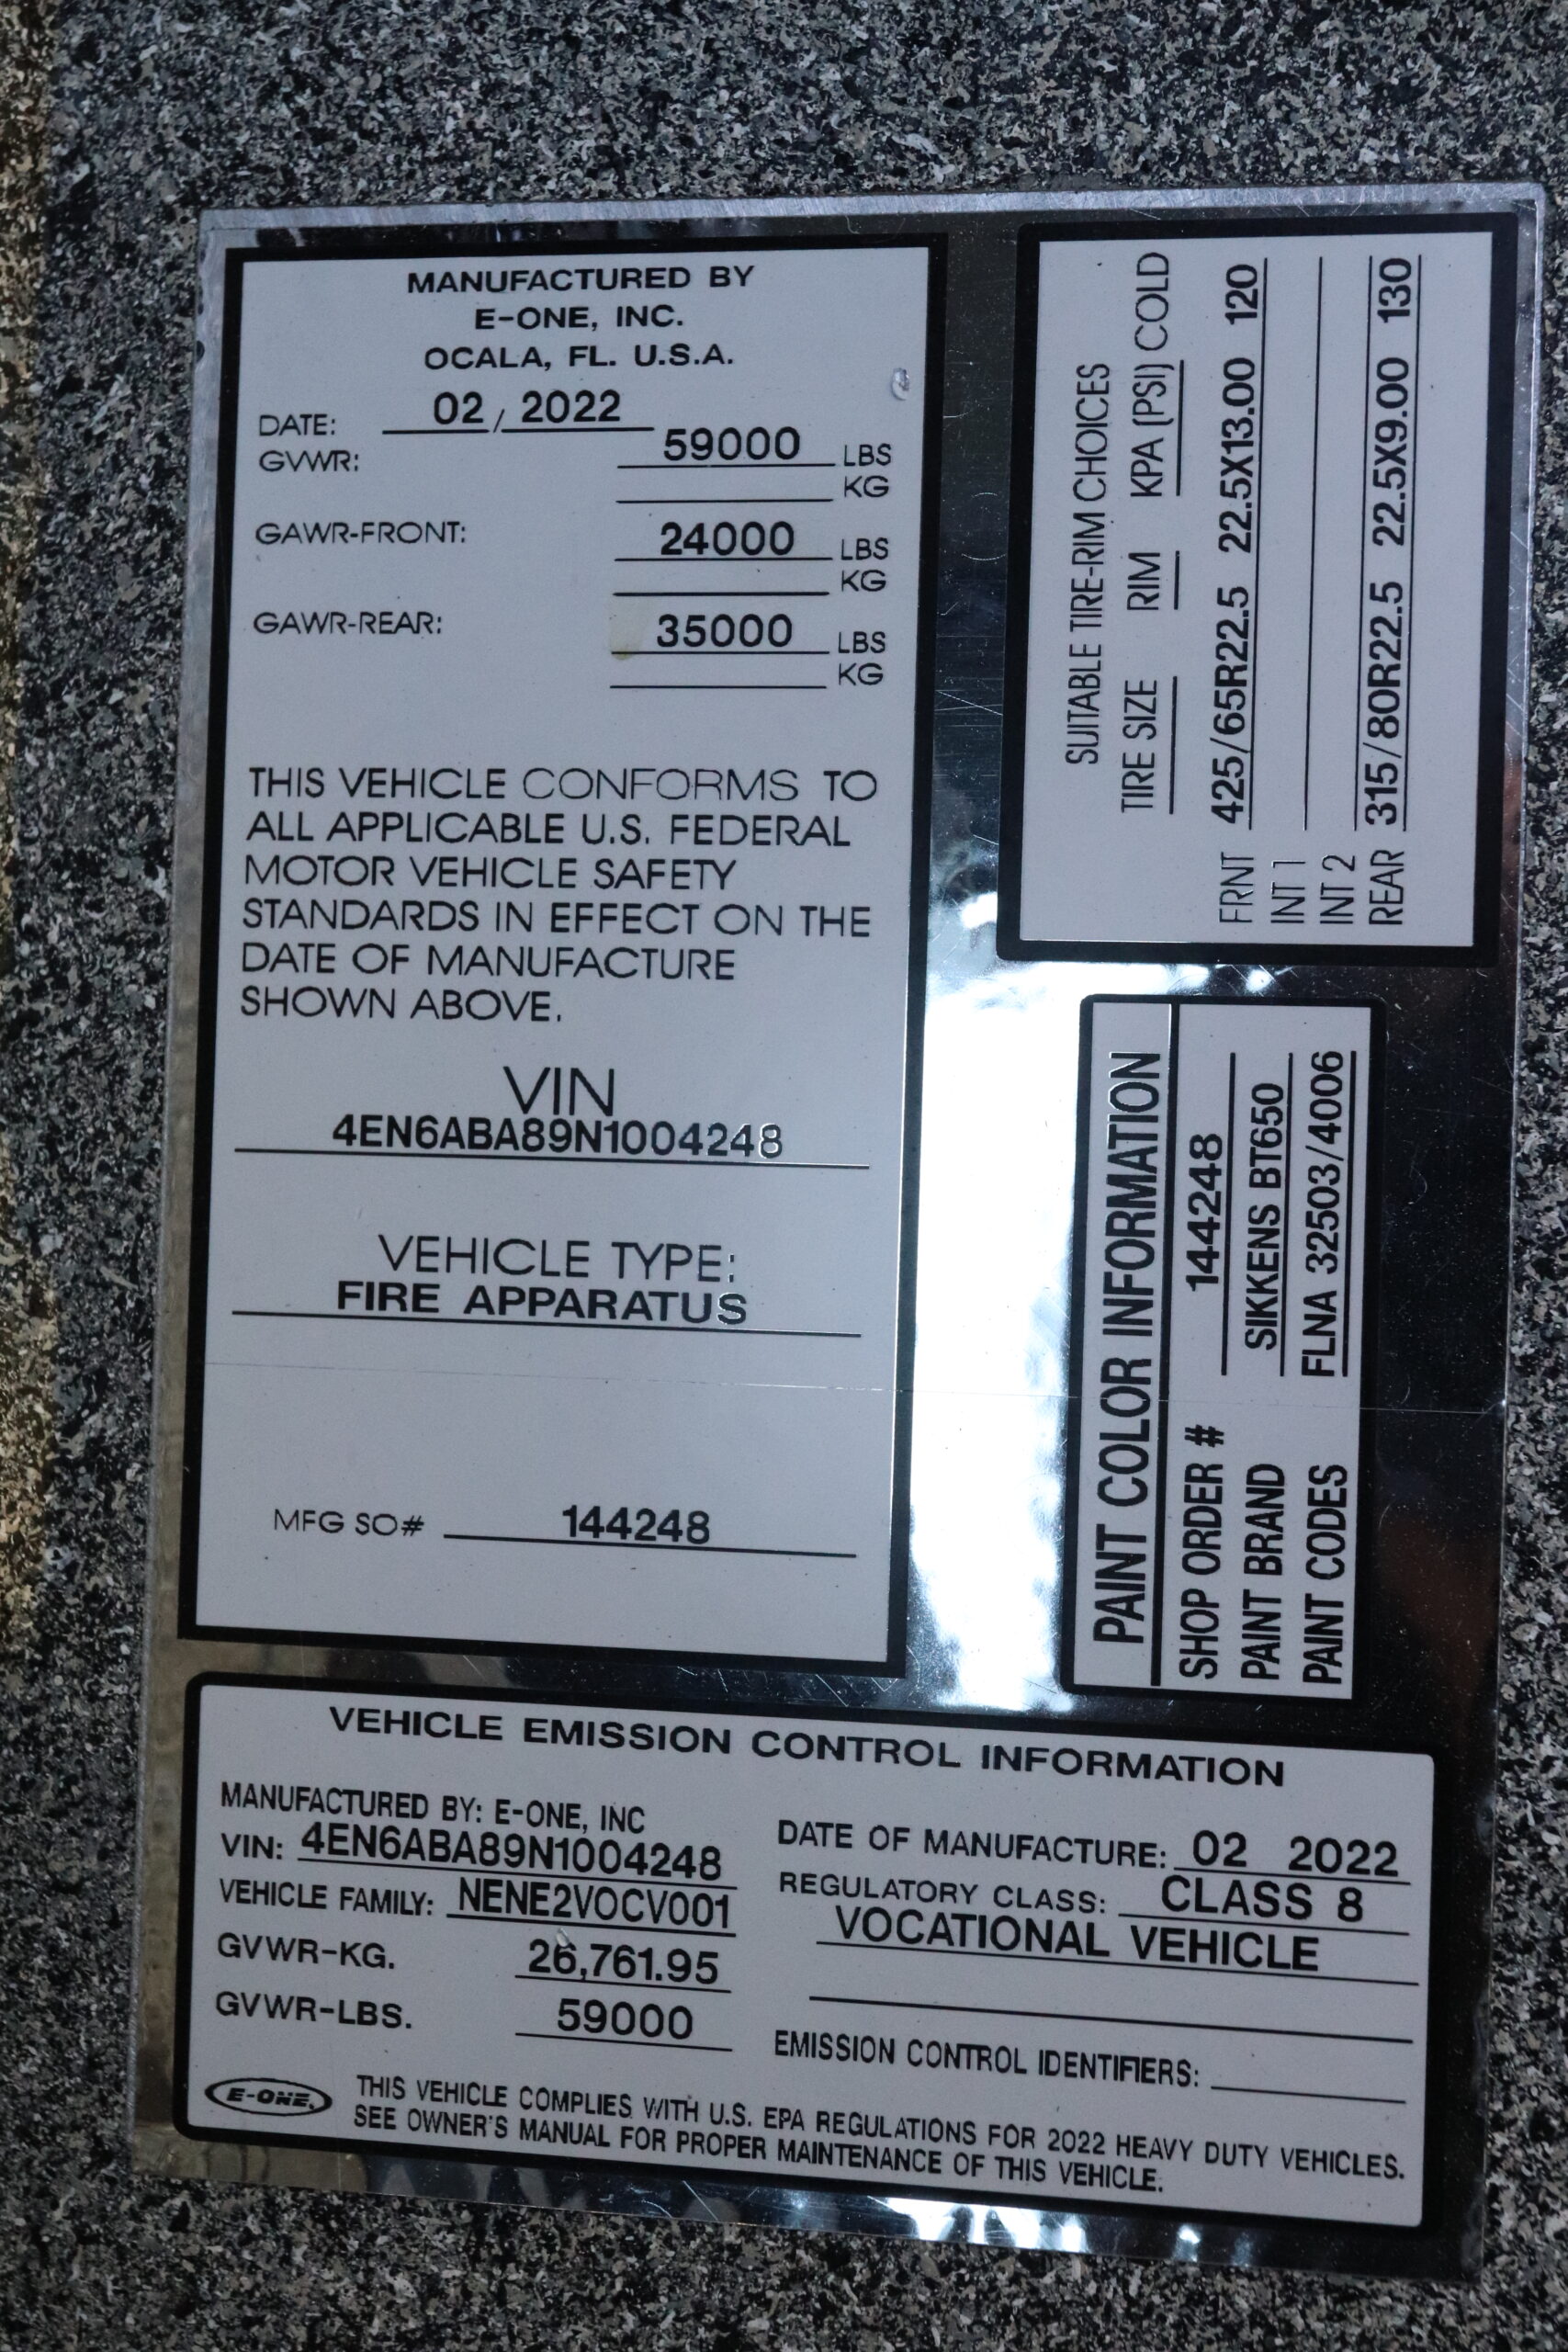 MANUFACTURED BY
E-ONE, INC.
OCALA, FL. U.S.A.
DATE: 02 / 2022
GVWR: 59000 LBS
KG
GAWR-FRONT: 24000 LBS
KG
GAWR-REAR: 35000 LBS
KG
THIS VEHICLE CONFORMS TO
ALL APPLICABLE U.S. FEDERAL
MOTOR VEHICLE SAFETY
STANDARDS IN EFFECT ON THE
DATE OF MANUFACTURE
SHOWN ABOVE.
VIN
4EN6ABA89N1004248
VEHICLE TYPE:
FIRE APPARATUS
MFG SO# 144248
SUITABLE TIRE-RIM CHOICES
TIRE SIZE RIM KPA (PSI) COLD
FRNT 425/65R22.5 22.5X13.00 120
INT 1
INT 2
REAR 315/80R22.5 22.5X9.00 130
PAINT COLOR INFORMATION
SHOP ORDER # 144248
PAINT BRAND SIKKENS BT650
PAINT CODES FLNA 32503/4006
VEHICLE EMISSION CONTROL INFORMATION
MANUFACTURED BY: E-ONE, INC
VIN: 4EN6ABA89N1004248
VEHICLE FAMILY: NENE2VOCV001
GVWR-KG. 26,761.95
GVWR-LBS. 59000
DATE OF MANUFACTURE: 02 2022
REGULATORY CLASS: CLASS 8
VOCATIONAL VEHICLE
EMISSION CONTROL IDENTIFIERS:
E-ONE.
THIS VEHICLE COMPLIES WITH U.S. EPA REGULATIONS FOR 2022 HEAVY DUTY VEHICLES.
SEE OWNER'S MANUAL FOR PROPER MAINTENANCE OF THIS VEHICLE.